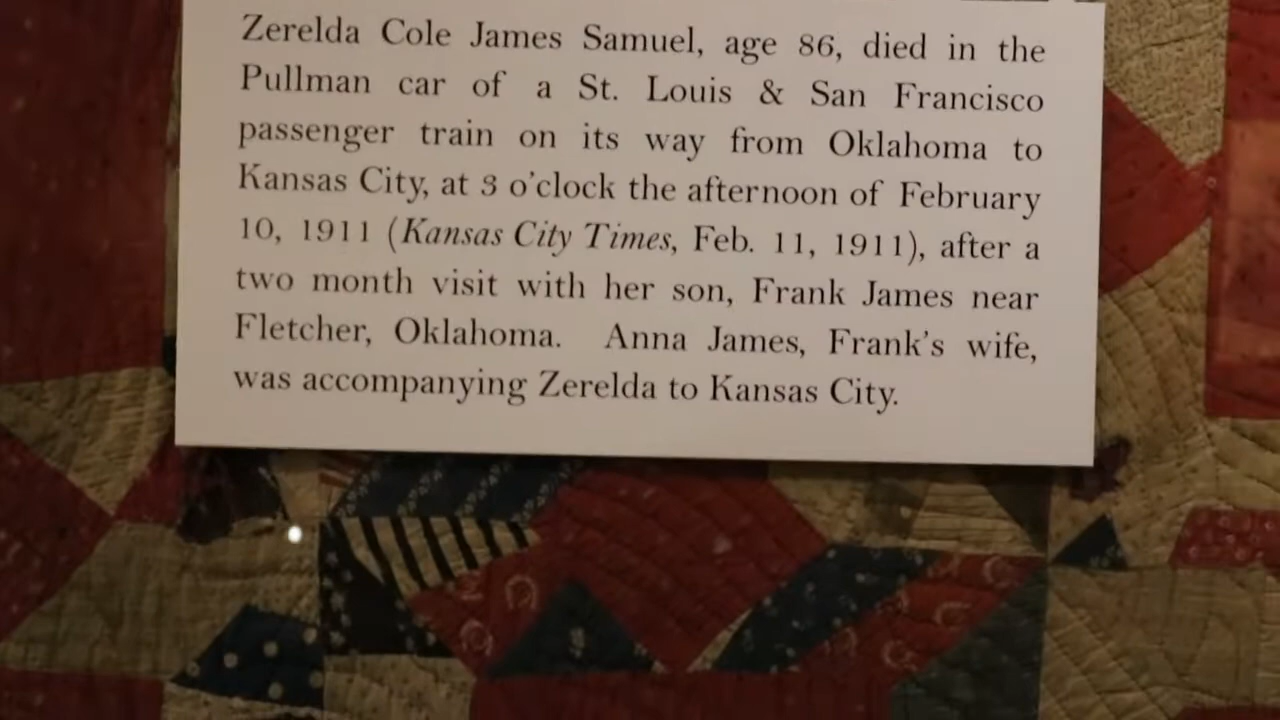 Zerelda Cole James Samuel, age 86, died in the
Pullman car of a St. Louis & San Francisco
passenger train on its way from Oklahoma to
Kansas City, at 3 o'clock the afternoon of February
10, 1911 (Kansas City Times, Feb. 11, 1911), after a
two month visit with her son, Frank James near
Fletcher, Oklahoma. Anna James, Frank's wife,
was accompanying Zerelda to Kansas City.